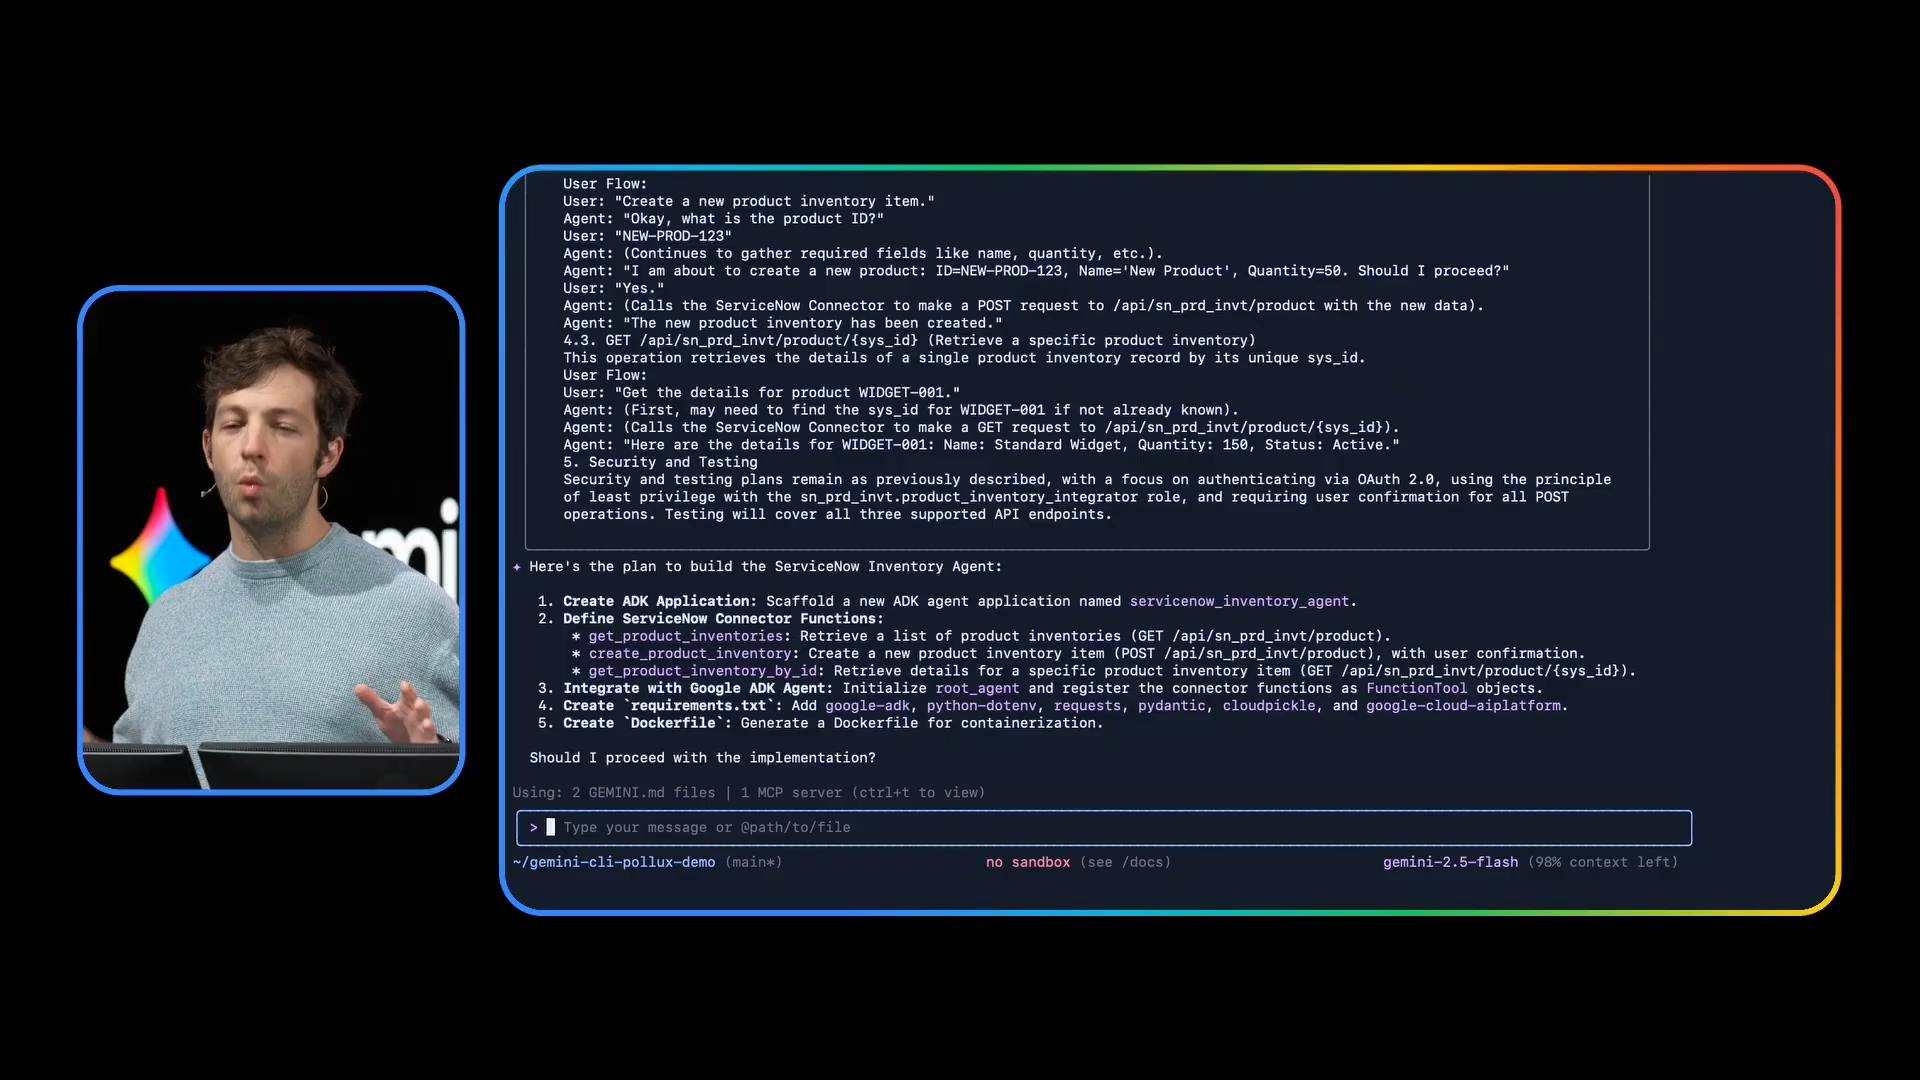 mi
User Flow:
User: "Create a new product inventory item."
Agent: "Okay, what is the product ID?"
User: "NEW-PROD-123"
Agent: (Continues to gather required fields like name, quantity, etc.).
Agent: "I am about to create a new product: ID=NEW-PROD-123, Name='New Product', Quantity=50. Should I proceed?"
User: "Yes."
Agent: (Calls the ServiceNow Connector to make a POST request to /api/sn_prd_invt/product with the new data).
Agent: "The new product inventory has been created."
4.3. GET /api/sn_prd_invt/product/{sys_id} (Retrieve a specific product inventory)
This operation retrieves the details of a single product inventory record by its unique sys_id.
User Flow:
User: "Get the details for product WIDGET-001."
Agent: (First, may need to find the sys_id for WIDGET-001 if not already known).
Agent: (Calls the ServiceNow Connector to make a GET request to /api/sn_prd_invt/product/{sys_id}).
Agent: "Here are the details for WIDGET-001: Name: Standard Widget, Quantity: 150, Status: Active."
5. Security and Testing
Security and testing plans remain as previously described, with a focus on authenticating via OAuth 2.0, using the principle
of least privilege with the sn_prd_invt.product_inventory_integrator role, and requiring user confirmation for all POST
operations. Testing will cover all three supported API endpoints.
✦ Here's the plan to build the ServiceNow Inventory Agent:
1. Create ADK Application: Scaffold a new ADK agent application named servicenow_inventory_agent.
2. Define ServiceNow Connector Functions:
* get_product_inventories: Retrieve a list of product inventories (GET /api/sn_prd_invt/product).
* create_product_inventory: Create a new product inventory item (POST /api/sn_prd_invt/product), with user confirmation.
* get_product_inventory_by_id: Retrieve details for a specific product inventory item (GET /api/sn_prd_invt/product/{sys_id}).
3. Integrate with Google ADK Agent: Initialize root_agent and register the connector functions as FunctionTool objects.
4. Create `requirements.txt`: Add google-adk, python-dotenv, requests, pydantic, cloudpickle, and google-cloud-aiplatform.
5. Create `Dockerfile`: Generate a Dockerfile for containerization.
Should I proceed with the implementation?
Using: 2 GEMINI.md files | 1 MCP server (ctrl+t to view)
> Type your message or @path/to/file
~/gemini-cli-pollux-demo (main*) no sandbox (see /docs) gemini-2.5-flash (98% context left)